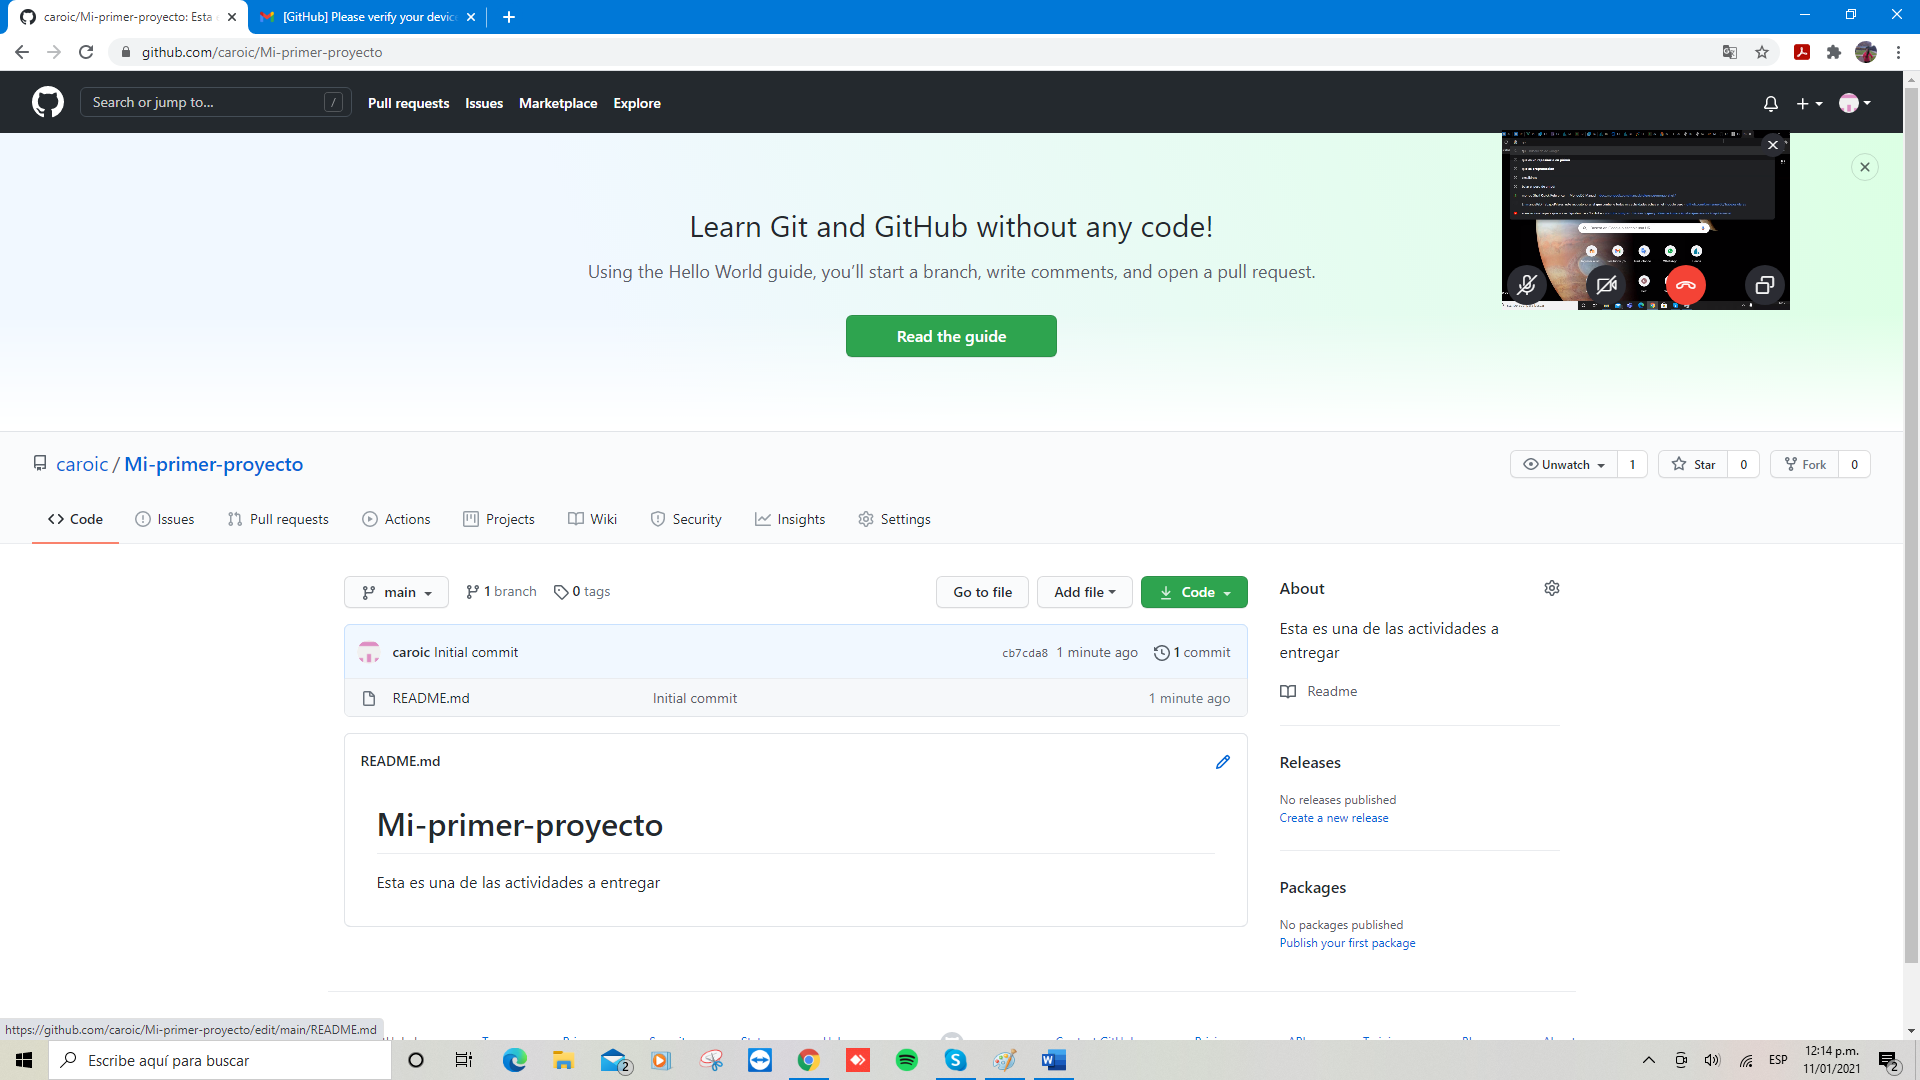 caroic/Mi-primer-proyecto: Esta
[GitHub] Please verify your device
github.com/caroic/Mi-primer-proyecto
Search or jump to...
/
Pull requests
Issues
Marketplace
Explore
Learn Git and GitHub without any code!
Using the Hello World guide, you’ll start a branch, write comments, and open a pull request.
Read the guide
caroic / Mi-primer-proyecto
Unwatch 1
Star 0
Fork 0
Code
Issues
Pull requests
Actions
Projects
Wiki
Security
Insights
Settings
main
1 branch
0 tags
Go to file
Add file
Code
caroic Initial commit
cb7cda8 1 minute ago
1 commit
README.md
Initial commit
1 minute ago
README.md
Mi-primer-proyecto
Esta es una de las actividades a entregar
About
Esta es una de las actividades a
entregar
Readme
Releases
No releases published
Create a new release
Packages
No packages published
Publish your first package
https://github.com/caroic/Mi-primer-proyecto/edit/main/README.md
Escribe aquí para buscar
2
ESP
12:14 p.m.
11/01/2021
2